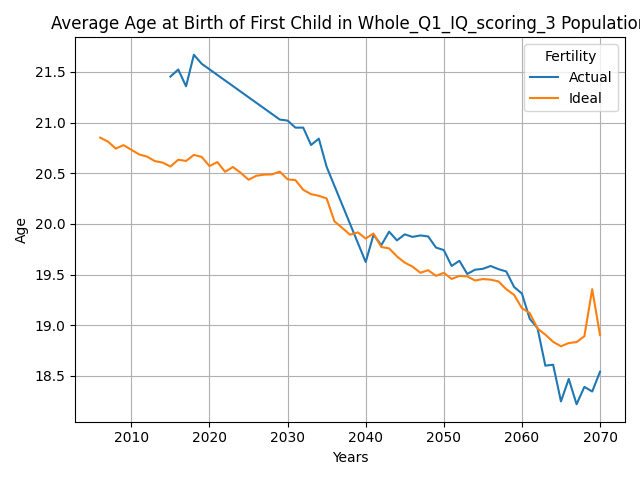 Average Age at Birth of First Child in Whole_Q1_IQ_scoring_3 Population
Fertility
Actual
Ideal
21.5
21.0
20.5
20.0
19.5
19.0
18.5
Age
2010 2020 2030 2040 2050 2060 2070
Years